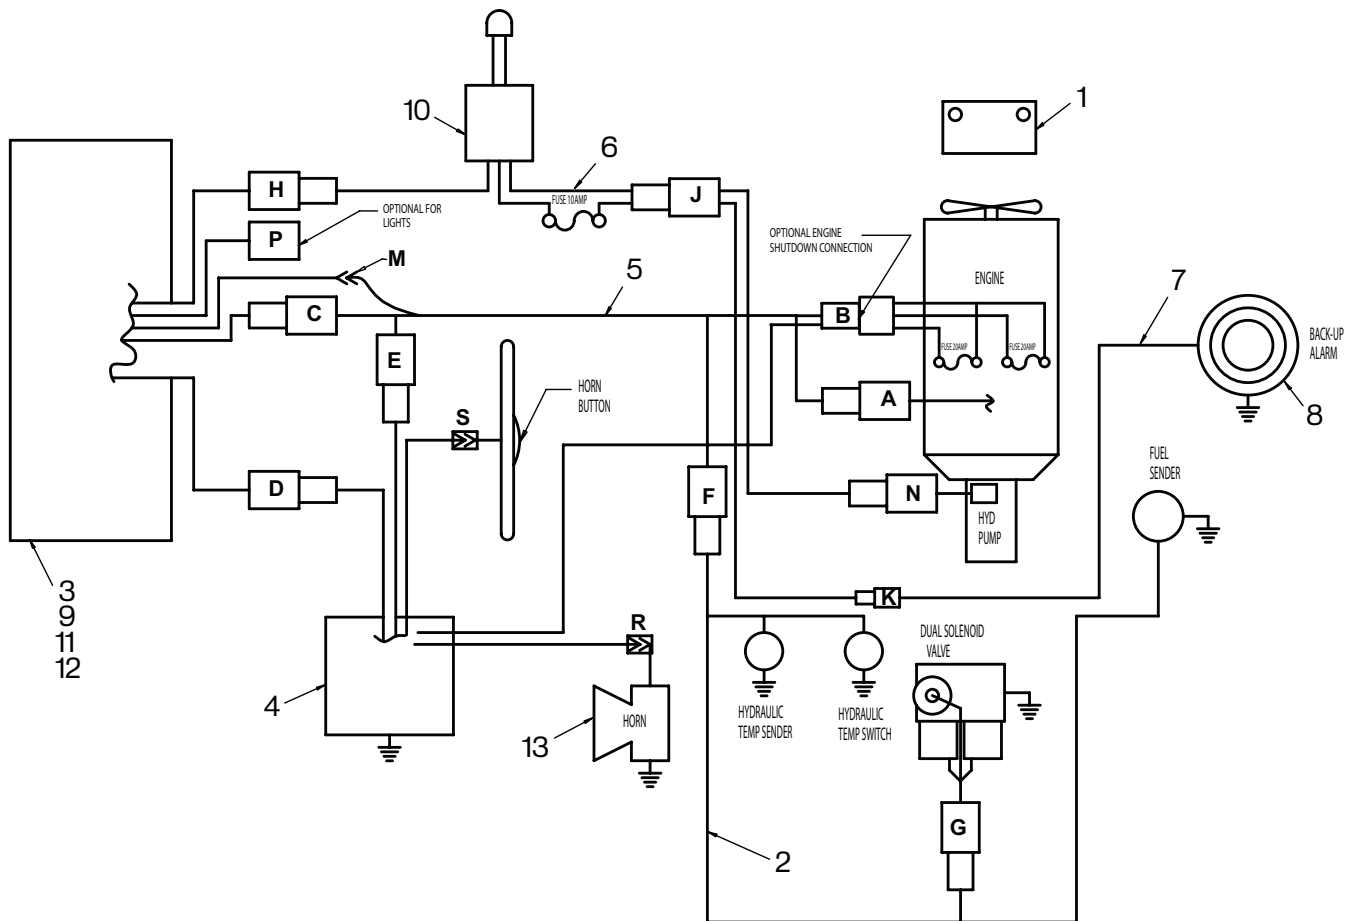 10
1
6
H
FUSE 10AMP
J
OPTIONAL FOR
LIGHTS
P
OPTIONAL ENGINE
SHUTDOWN CONNECTION
M
5
ENGINE
7
C
B
BACK-UP
ALARM
E
FUSE 20AMP
FUSE 20AMP
HORN
BUTTON
A
8
S
FUEL
SENDER
D
F
N
HYD
PUMP
3
9
11
12
K
R
DUAL SOLENOID
VALVE
4
HORN
13
HYDRAULIC
TEMP SENDER
HYDRAULIC
TEMP SWITCH
G
2